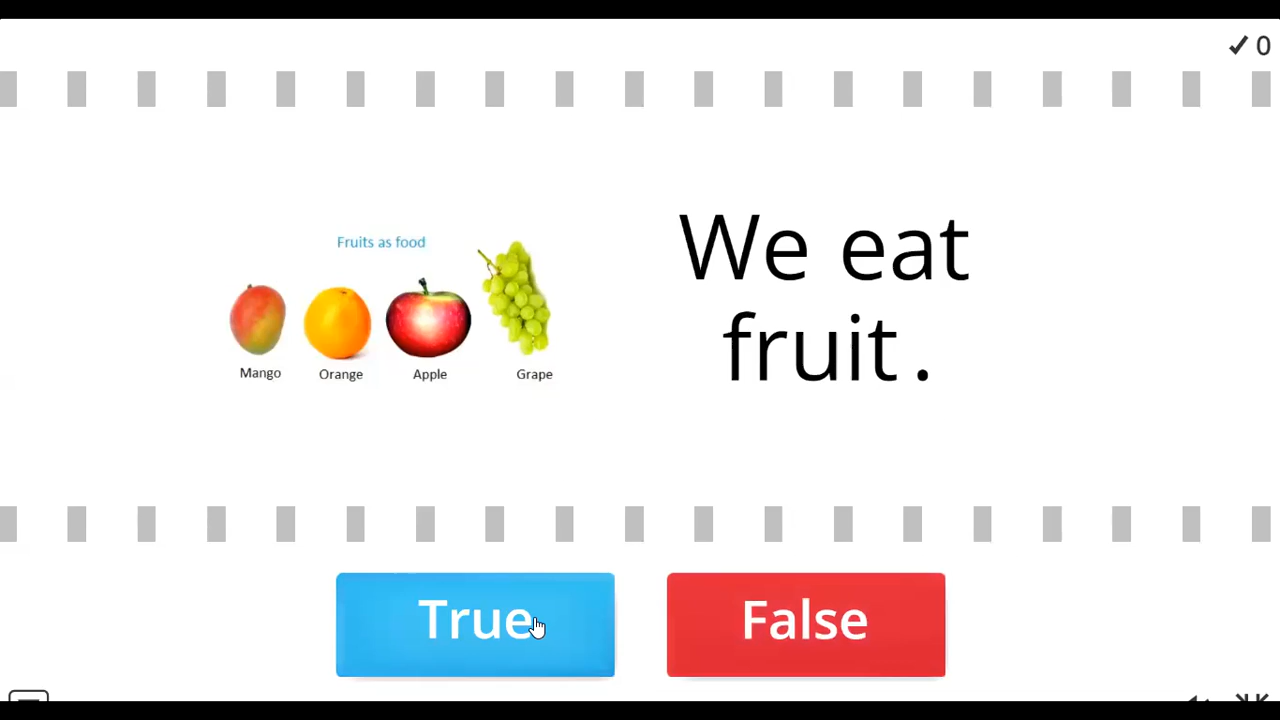 ✓ 0
Fruits as food
We eat
fruit .
Mango Orange Apple Grape
True False